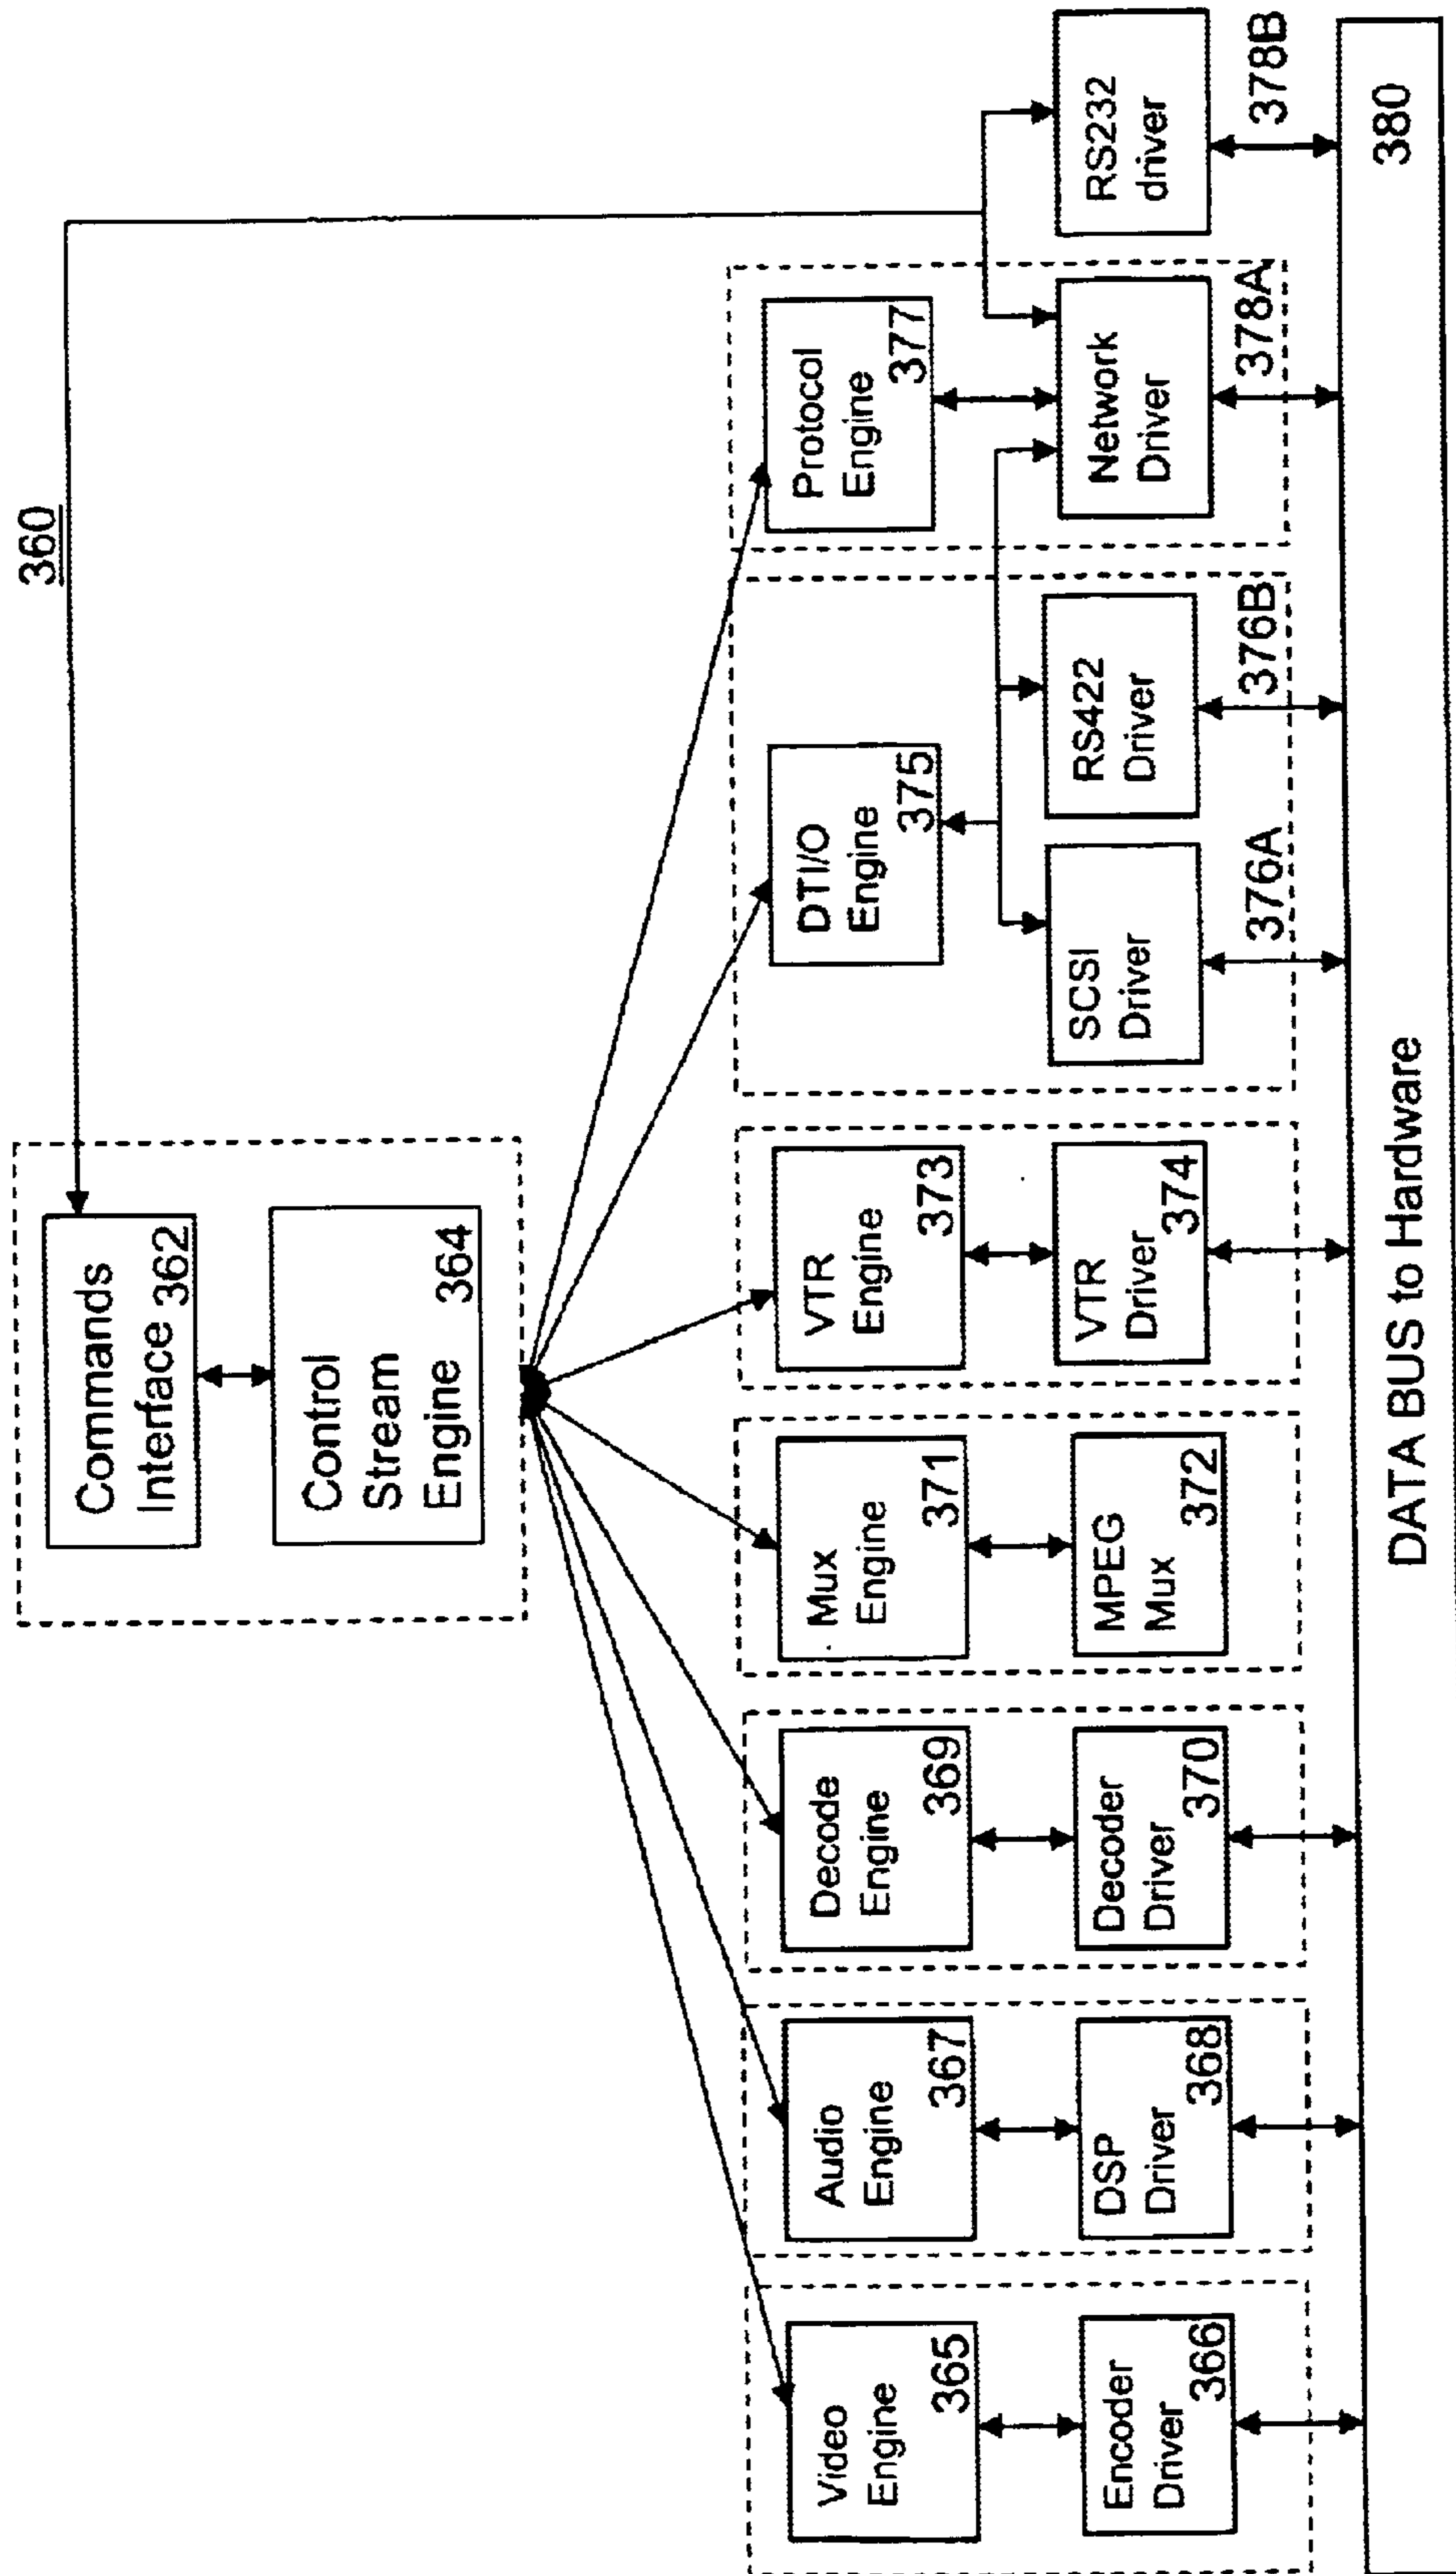 360
Commands
Interface 362
Control
Stream
Engine 364
Video
Engine
365
Audio
Engine
367
Decode
Engine
369
Mux
Engine
371
VTR
Engine
373
DTI/O
Engine
375
Protocol
Engine
377
Encoder
Driver
366
DSP
Driver
368
Decoder
Driver
370
MPEG
Mux
372
VTR
Driver
374
SCSI
Driver
RS422
Driver
Network
Driver
RS232
driver
376A
376B
378A
378B
DATA BUS to Hardware
380